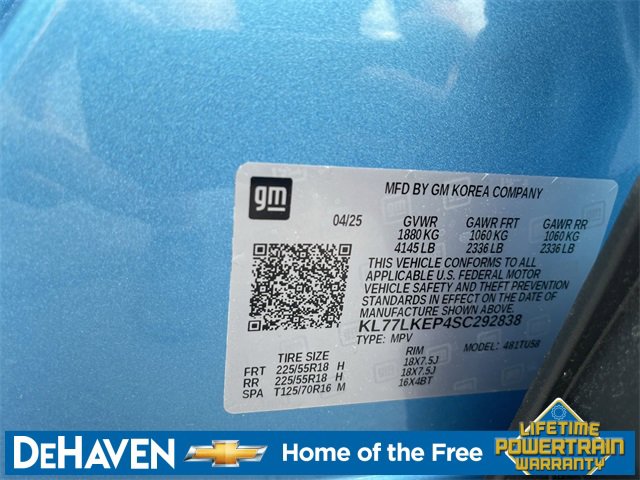 gm
MFD BY GM KOREA COMPANY
04/25 GVWR GAWR FRT GAWR RR
1880 KG 1060 KG 1060 KG
4145 LB 2336 LB 2336 LB
THIS VEHICLE CONFORMS TO ALL
APPLICABLE U.S. FEDERAL MOTOR
VEHICLE SAFETY AND THEFT PREVENTION
STANDARDS IN EFFECT ON THE DATE OF
MANUFACTURE SHOWN ABOVE.
KL77LKEP4SC292838
TYPE: MPV MODEL: 481TU58
TIRE SIZE RIM
FRT 225/55R18 H 18X7.5J
RR 225/55R18 H 18X7.5J
SPA T125/70R16 M 16X4BT
DEHAVEN Home of the Free
LIFETIME
POWERTRAIN
WARRANTY